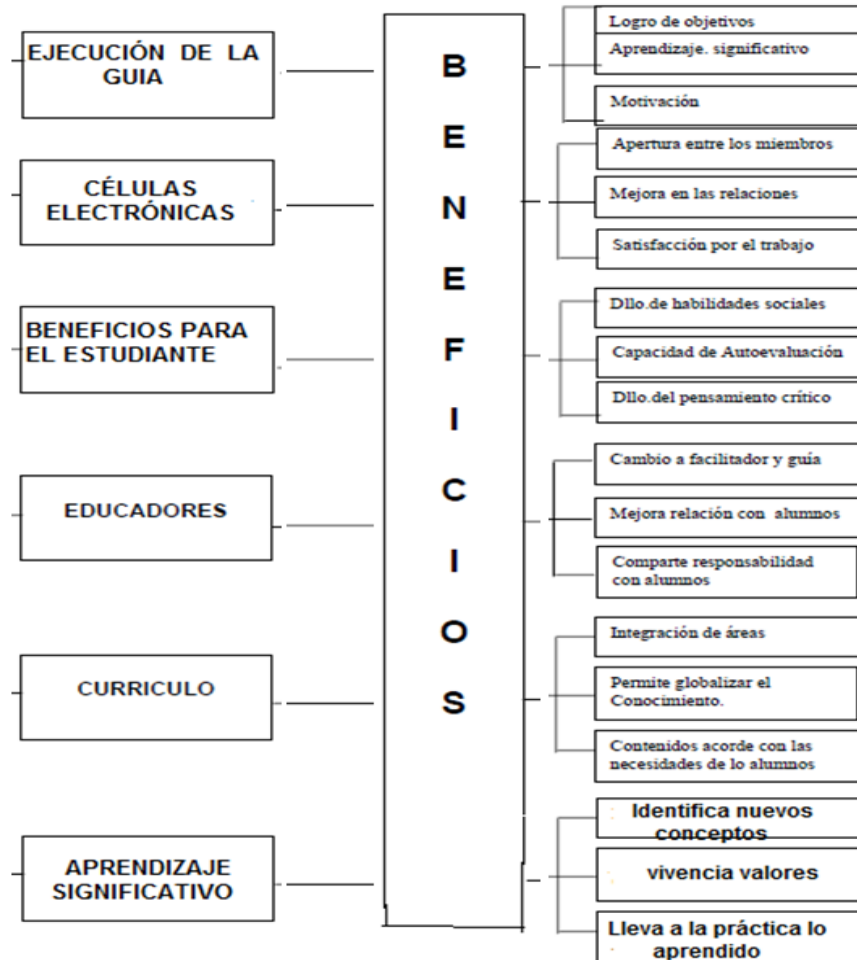 EJECUCIÓN DE LA
GUIA
CÉLULAS
ELECTRÓNICAS
BENEFICIOS PARA
EL ESTUDIANTE
EDUCADORES
CURRICULO
APRENDIZAJE
SIGNIFICATIVO
B
E
N
E
F
I
C
I
O
S
Logro de objetivos
Aprendizaje. significativo
Motivación
Apertura entre los miembros
Mejora en las relaciones
Satisfacción por el trabajo
Dllo.de habilidades sociales
Capacidad de Autoevaluación
Dllo.del pensamiento crítico
Cambio a facilitador y guía
Mejora relación con alumnos
Comparte responsabilidad
con alumnos
Integración de áreas
Permite globalizar el
Conocimiento.
Contenidos acorde con las
necesidades de lo alumnos
Identifica nuevos
conceptos
vivencia valores
Lleva a la práctica lo
aprendido